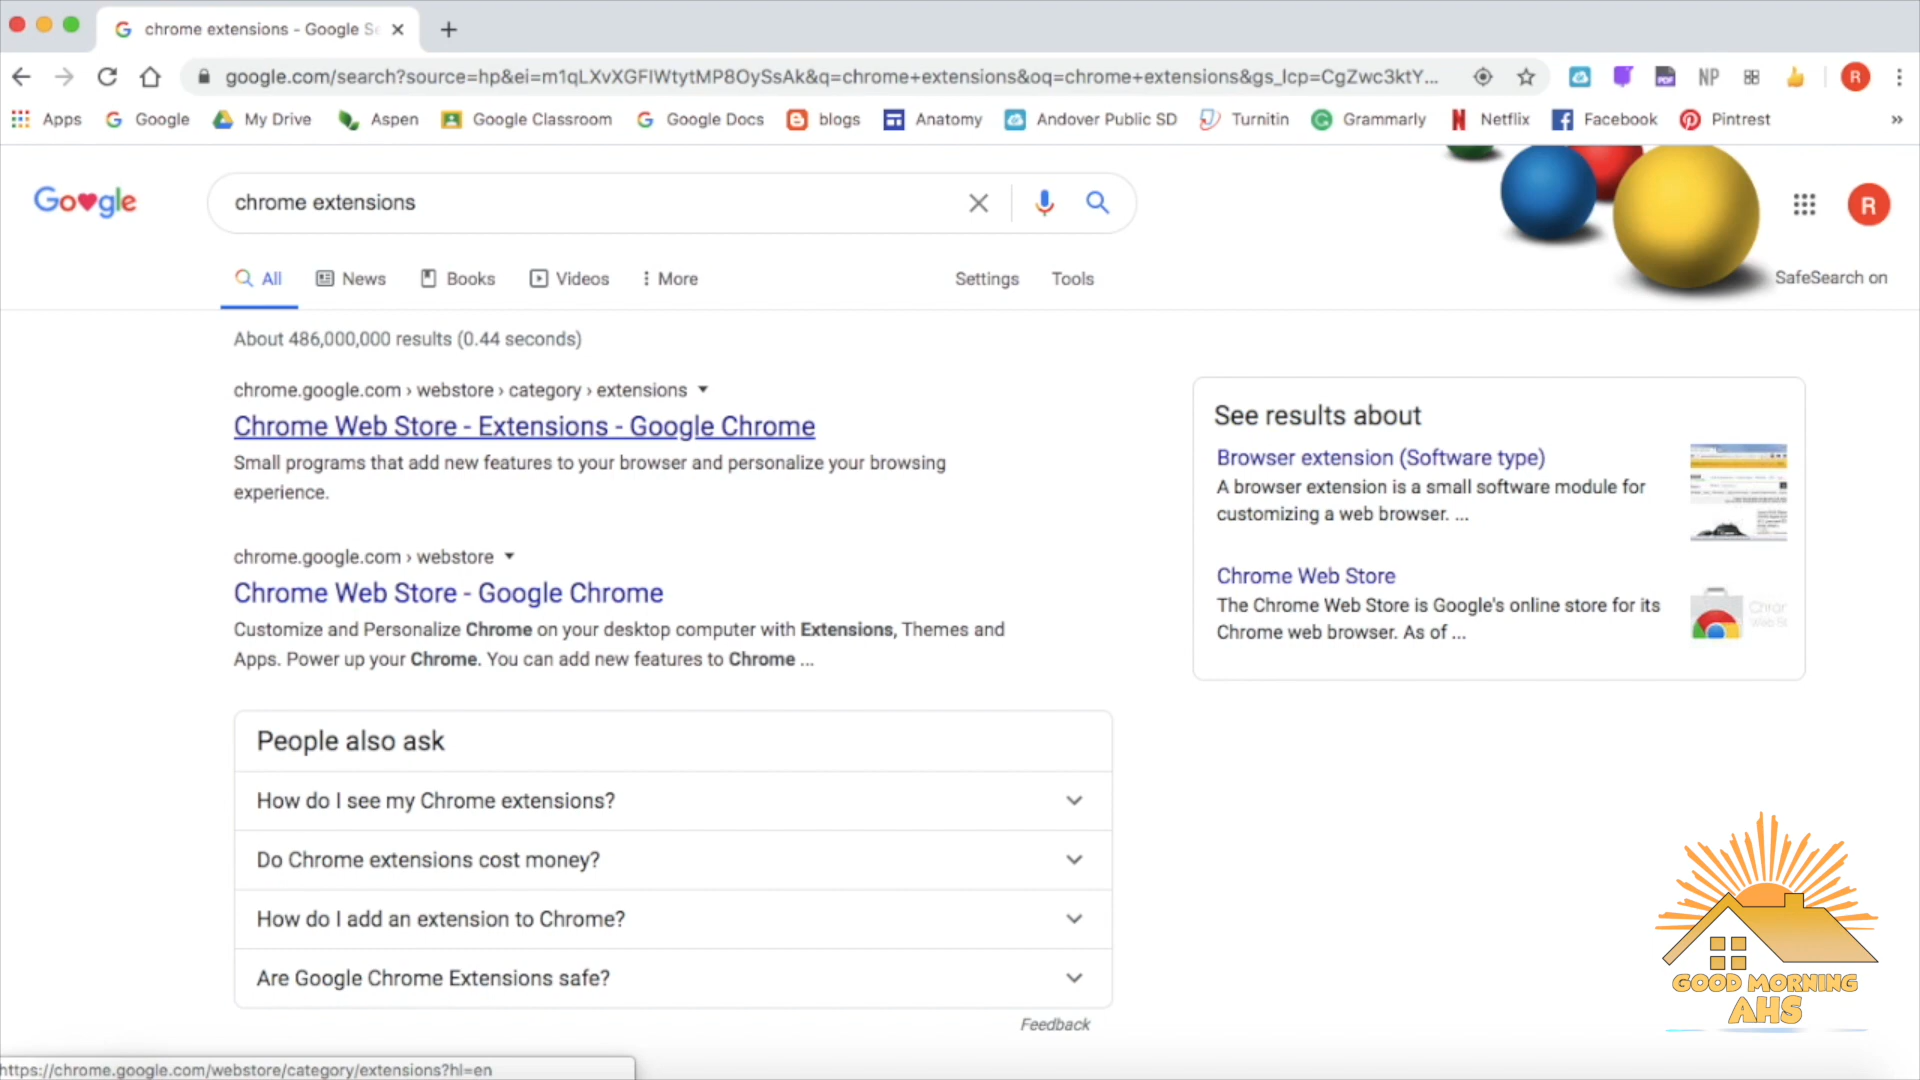 chrome extensions - Google Se
google.com/search?source=hp&ei=m1qLXvXGFIWtytMP8OySsAk&q=chrome+extensions&oq=chrome+extensions&gs_lcp=CgZwc3ktY...
NP
R
Apps
Google
My Drive
Aspen
Google Classroom
Google Docs
blogs
Anatomy
Andover Public SD
Turnitin
Grammarly
Netflix
Facebook
Pintrest
»
Google
chrome extensions
R
All
News
Books
Videos
More
Settings
Tools
SafeSearch on
About 486,000,000 results (0.44 seconds)
chrome.google.com › webstore › category › extensions
Chrome Web Store - Extensions - Google Chrome
Small programs that add new features to your browser and personalize your browsing
experience.
chrome.google.com › webstore
Chrome Web Store - Google Chrome
Customize and Personalize Chrome on your desktop computer with Extensions, Themes and
Apps. Power up your Chrome. You can add new features to Chrome ...
People also ask
How do I see my Chrome extensions?
Do Chrome extensions cost money?
How do I add an extension to Chrome?
Are Google Chrome Extensions safe?
Feedback
See results about
Browser extension (Software type)
A browser extension is a small software module for
customizing a web browser. ...
Chrome Web Store
The Chrome Web Store is Google's online store for its
Chrome web browser. As of ...
GOOD MORNING
AHS
https://chrome.google.com/webstore/category/extensions?hl=en